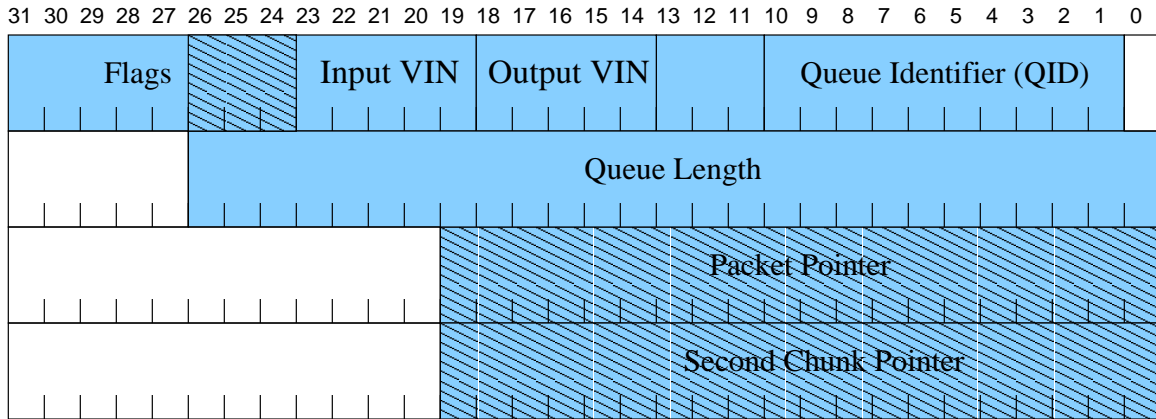 31 30 29 28 27 26 25 24 23 22 21 20 19 18 17 16 15 14 13 11 10 9 8 7 6 5 4 3 2 1 0
Flags Input VIN Output VIN Queue Identifier (QID)
Queue Length
Packet Pointer
Second Chunk Pointer